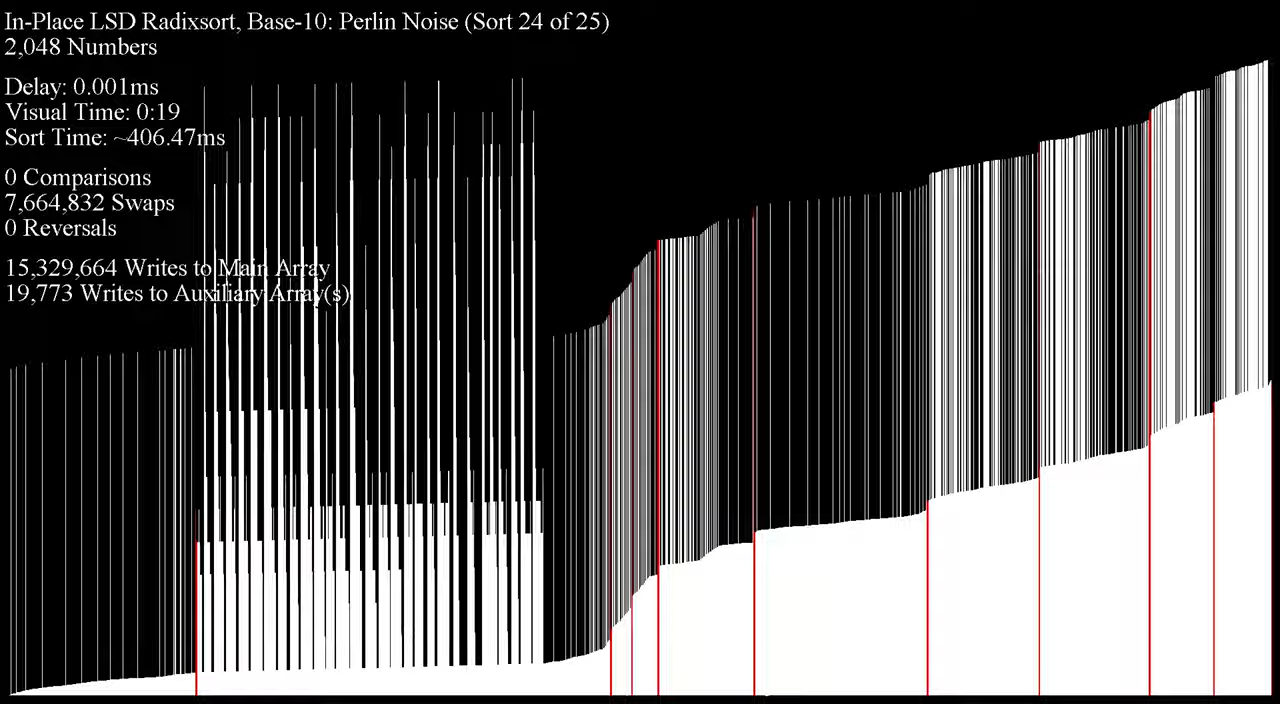 In-Place LSD Radixsort, Base-10: Perlin Noise (Sort 24 of 25)
2,048 Numbers
Delay: 0.001ms
Visual Time: 0:19
Sort Time: ~406.47ms
0 Comparisons
7,664,832 Swaps
0 Reversals
15,329,664 Writes to Main Array
19,773 Writes to Auxiliary Array(s)